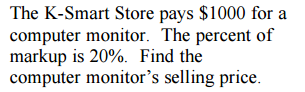 The K-Smart Store pays $1000 for a
computer monitor.  The percent of
markup is 20%.  Find the
computer monitor's selling price.